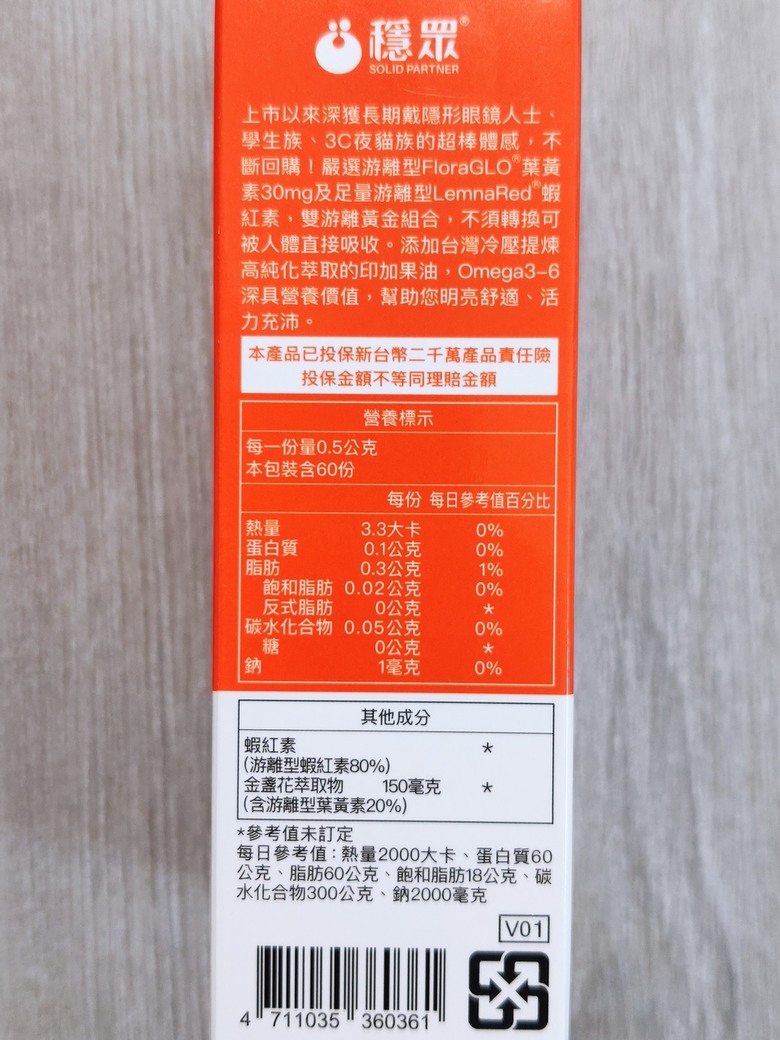 穩眾®
SOLID PARTNER
上市以來深獲長期戴隱形眼鏡人士、
學生族、3C夜貓族的超棒體感，不
斷回購！嚴選游離型FloraGLO®葉黃
素30mg及足量游離型LemnaRed®蝦
紅素，雙游離黃金組合，不須轉換可
被人體直接吸收。添加台灣冷壓提煉
高純化萃取的印加果油，Omega3-6
深具營養價值，幫助您明亮舒適、活
力充沛。
本產品已投保新台幣二千萬產品責任險
投保金額不等同理賠金額
營養標示
每一份量0.5公克
本包裝含60份
每份 每日參考值百分比
熱量 3.3大卡 0%
蛋白質 0.1公克 0%
脂肪 0.3公克 1%
飽和脂肪 0.02公克 0%
反式脂肪 0公克 *
碳水化合物 0.05公克 0%
糖 0公克 *
鈉 1毫克 0%
其他成分
蝦紅素 *
(游離型蝦紅素80%)
金盞花萃取物 150毫克 *
(含游離型葉黃素20%)
*參考值未訂定
每日參考值：熱量2000大卡、蛋白質60
公克、脂肪60公克、飽和脂肪18公克、碳
水化合物300公克、鈉2000毫克
V01
4 711035 360361